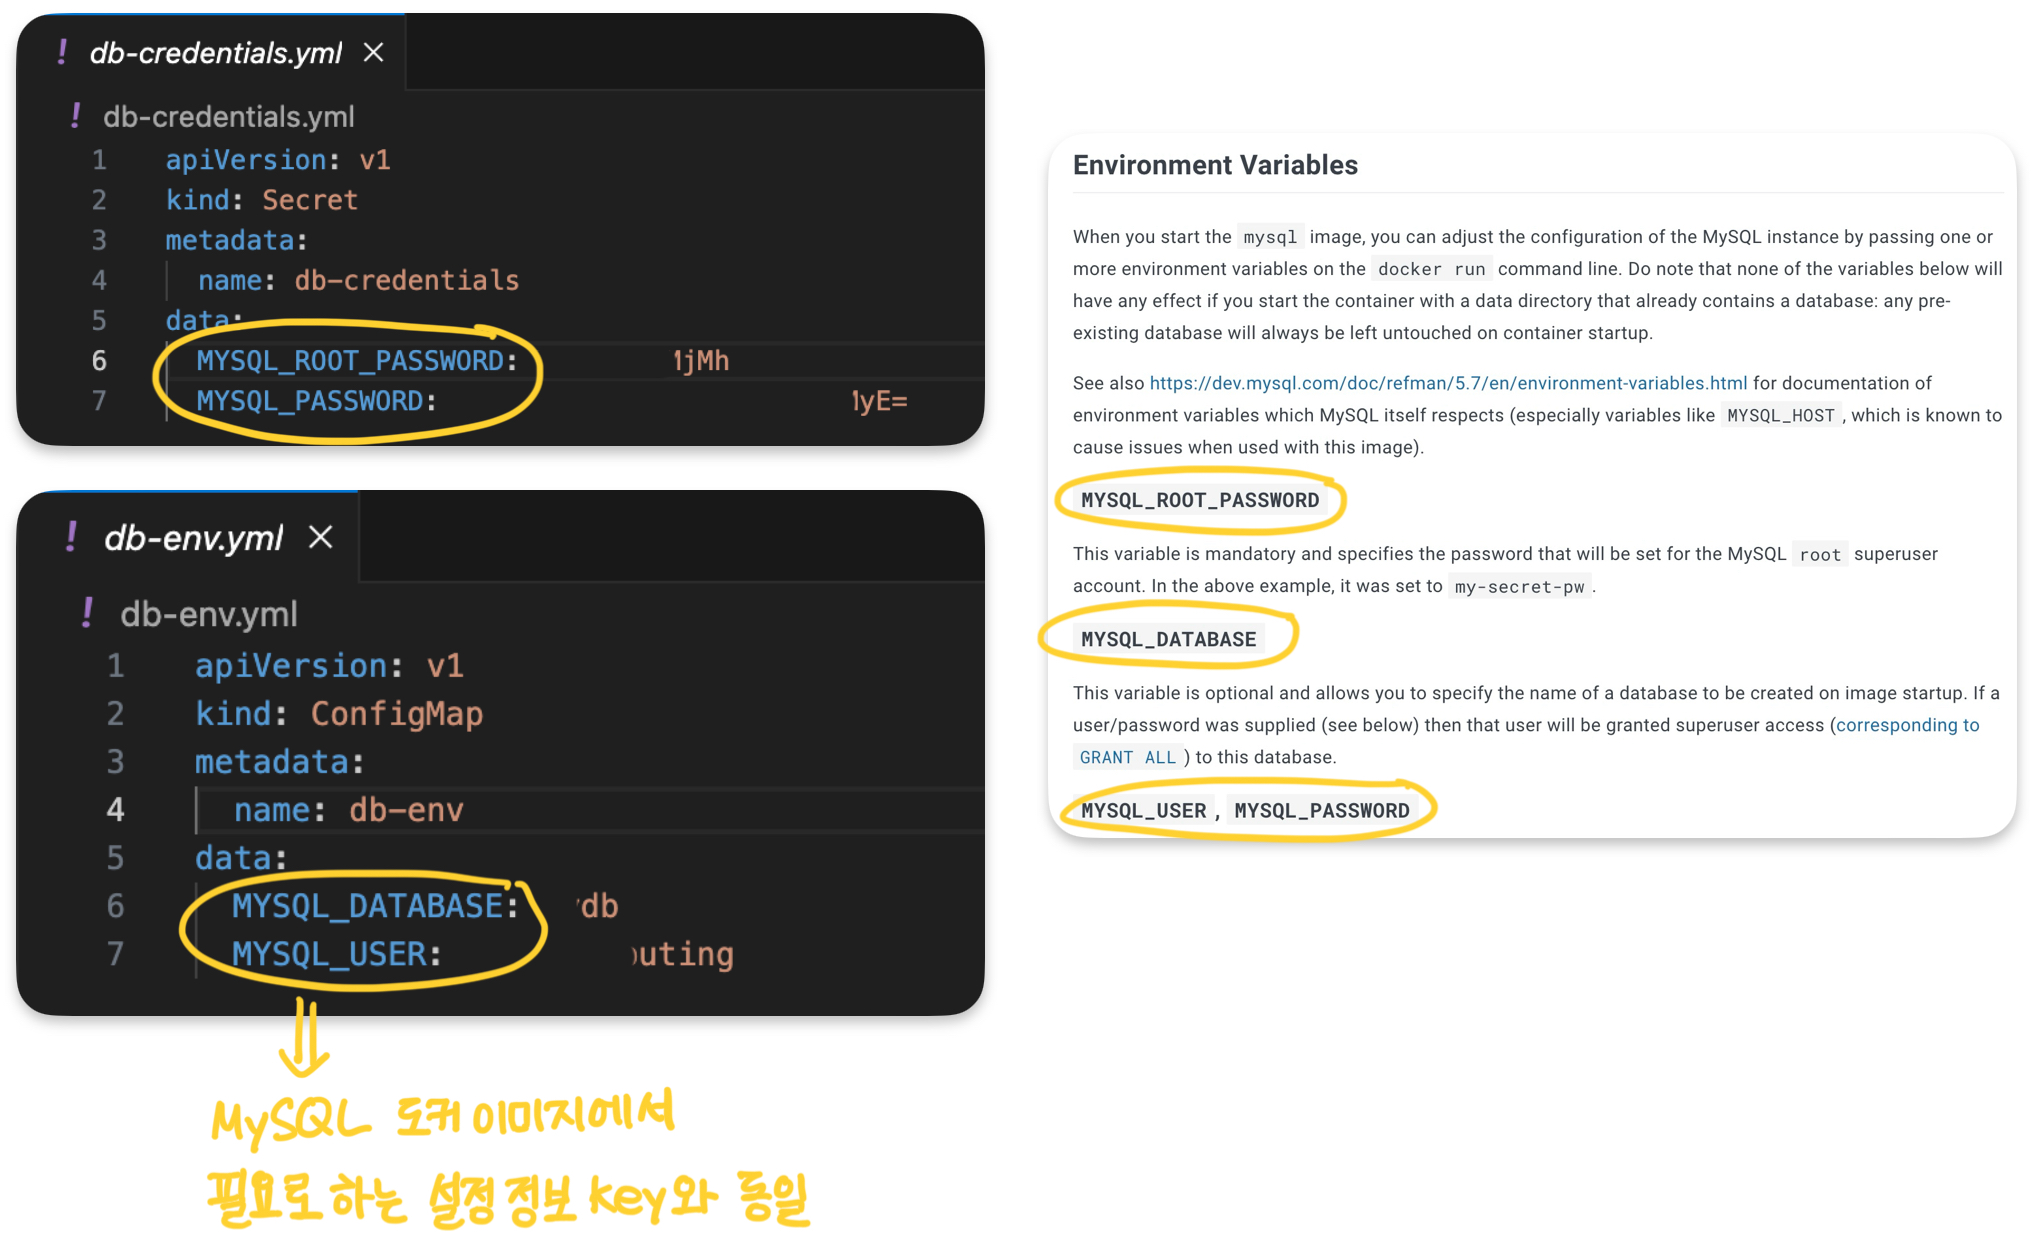 ! db-credentials.yml ×
! db-credentials.yml
1 apiVersion: v1
2 kind: Secret
3 metadata:
4 name: db-credentials
5 data:
6 MYSQL_ROOT_PASSWORD: jMh
7 MYSQL_PASSWORD: yE=
! db-env.yml ×
! db-env.yml
1 apiVersion: v1
2 kind: ConfigMap
3 metadata:
4 name: db-env
5 data:
6 MYSQL_DATABASE: db
7 MYSQL_USER: outing
MySQL 도커 이미지에서
필요로 하는 설정 정보 key와 동일
Environment Variables
When you start the mysql image, you can adjust the configuration of the MySQL instance by passing one or
more environment variables on the docker run command line. Do note that none of the variables below will
have any effect if you start the container with a data directory that already contains a database: any pre-
existing database will always be left untouched on container startup.
See also https://dev.mysql.com/doc/refman/5.7/en/environment-variables.html for documentation of
environment variables which MySQL itself respects (especially variables like MYSQL_HOST, which is known to
cause issues when used with this image).
MYSQL_ROOT_PASSWORD
This variable is mandatory and specifies the password that will be set for the MySQL root superuser
account. In the above example, it was set to my-secret-pw.
MYSQL_DATABASE
This variable is optional and allows you to specify the name of a database to be created on image startup. If a
user/password was supplied (see below) then that user will be granted superuser access (corresponding to
GRANT ALL) to this database.
MYSQL_USER, MYSQL_PASSWORD